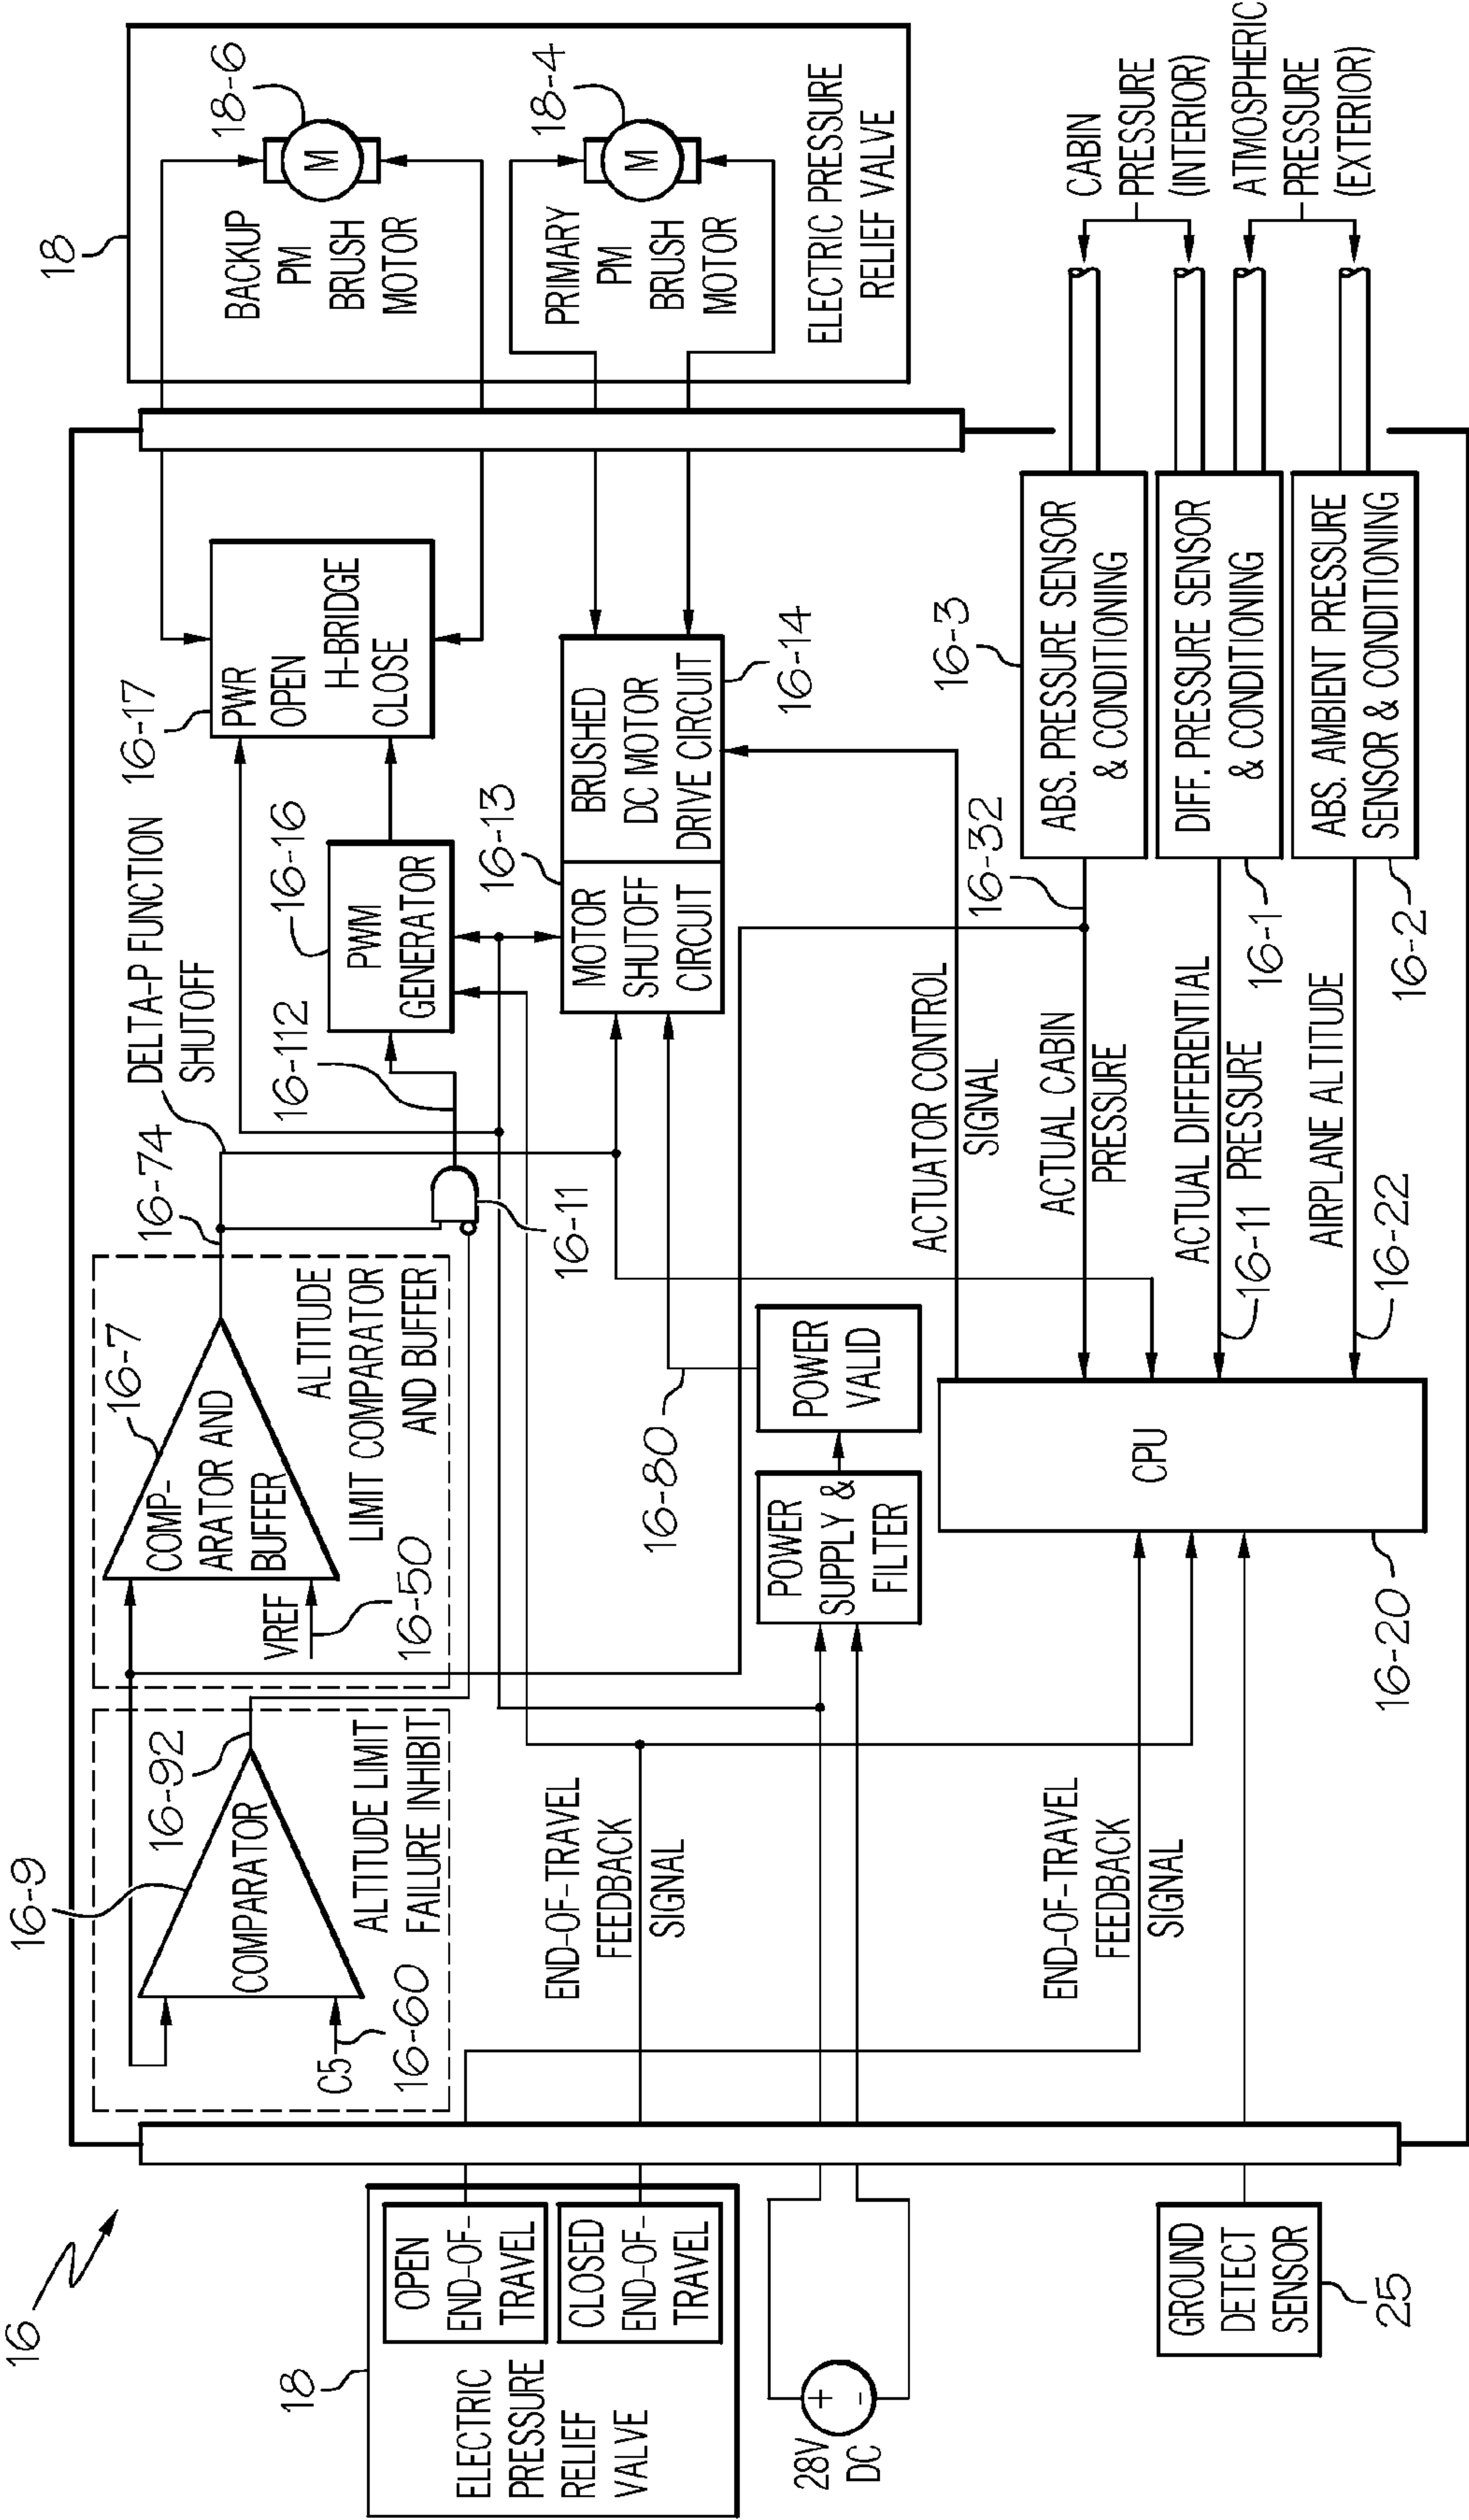 16
18
ELECTRIC
PRESSURE
RELIEF
VALVE
OPEN
END-OF-
TRAVEL
CLOSED
END-OF-
TRAVEL
28V
DC
+
-
GROUND
DETECT
SENSOR
25
16-9
COMPARATOR
16-92
C5
16-60
ALTITUDE LIMIT
FAILURE INHIBIT
COMP-
ARATOR AND
BUFFER
16-7
VREF
16-50
ALTITUDE
LIMIT COMPARATOR
AND BUFFER
16-74
DELTA-P FUNCTION
SHUTOFF
16-11
16-112
PWM
GENERATOR
16-16
16-17
PWR
OPEN
H-BRIDGE
CLOSE
16-13
MOTOR
SHUTOFF
CIRCUIT
BRUSHED
DC MOTOR
DRIVE CIRCUIT
16-14
END-OF-TRAVEL
FEEDBACK
SIGNAL
POWER
SUPPLY &
FILTER
POWER
VALID
16-80
END-OF-TRAVEL
FEEDBACK
SIGNAL
CPU
16-20
ACTUATOR CONTROL
SIGNAL
ACTUAL CABIN
PRESSURE
16-32
ACTUAL DIFFERENTIAL
PRESSURE
16-11
AIRPLANE ALTITUDE
16-22
16-3
ABS. PRESSURE SENSOR
& CONDITIONING
DIFF. PRESSURE SENSOR
& CONDITIONING
16-1
ABS. AMBIENT PRESSURE
SENSOR & CONDITIONING
16-2
CABIN
PRESSURE
(INTERIOR)
ATMOSPHERIC
PRESSURE
(EXTERIOR)
18
BACKUP
PM
BRUSH
MOTOR
M
18-6
PRIMARY
PM
BRUSH
MOTOR
M
18-4
ELECTRIC PRESSURE
RELIEF VALVE